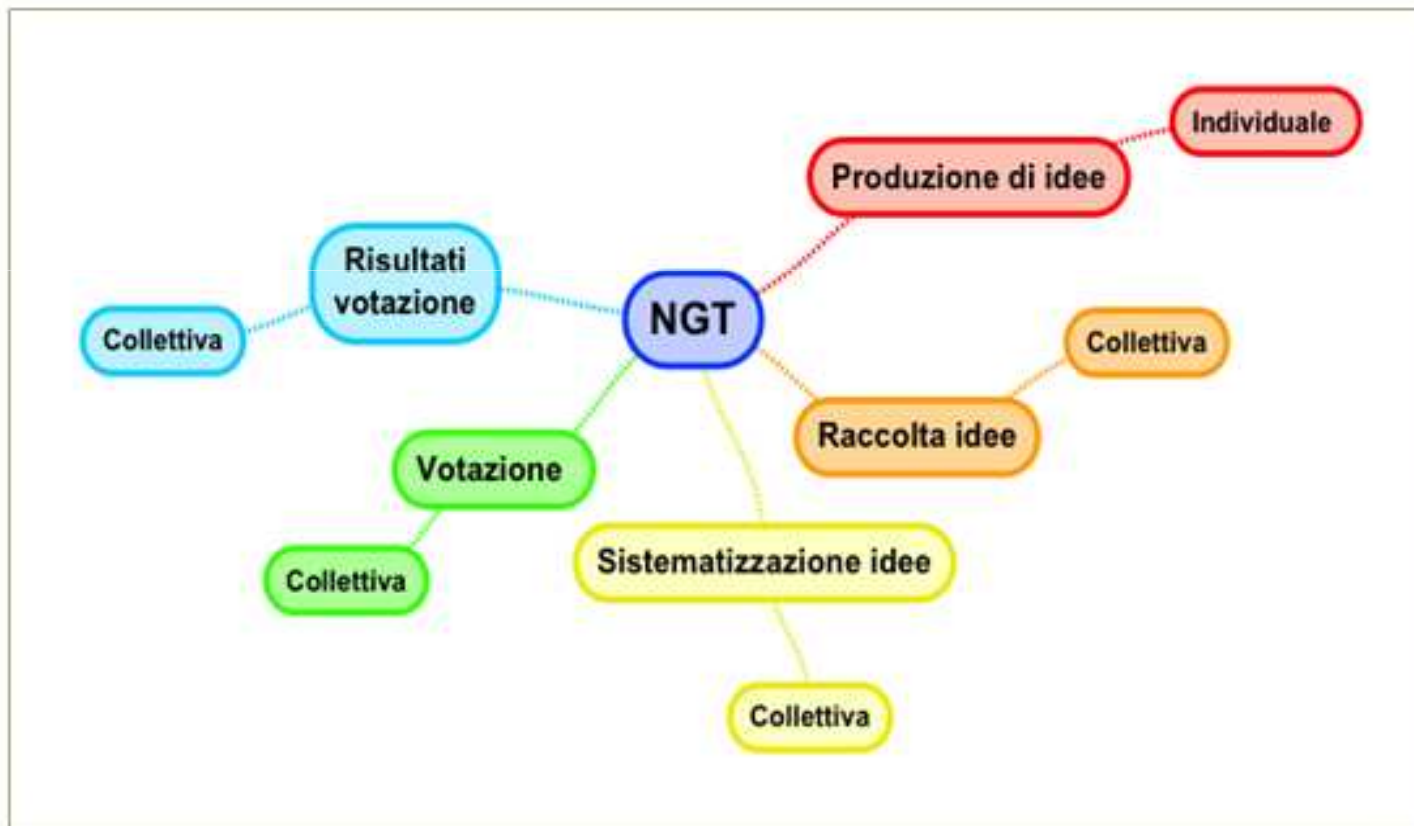 Individuale
Produzione di idee
Risultati
votazione
NGT
Collettiva
Collettiva
Raccolta idee
Votazione
Sistematizzazione idee
Collettiva
Collettiva